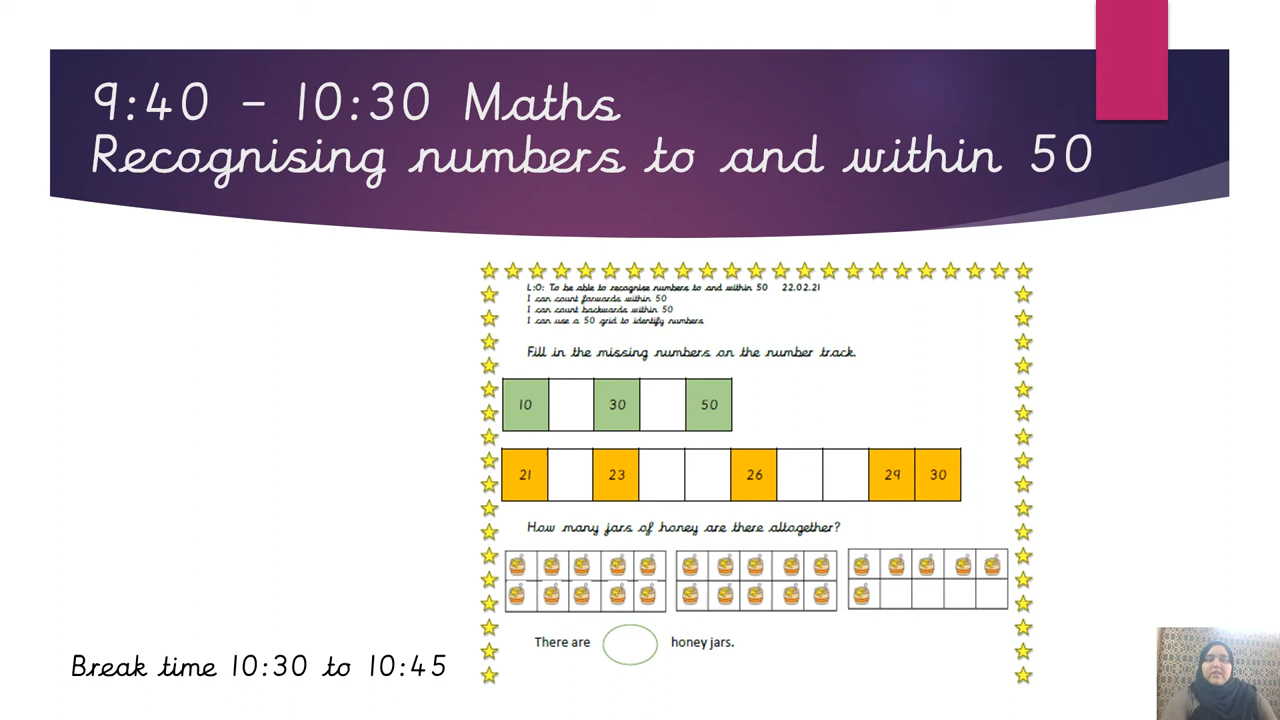 9:40 – 10:30 Maths
Recognising numbers to and within 50
L:O: To be able to recognise numbers to and within 50 22.02.21
I can count forwards within 50
I can count backwards within 50
I can use a 50 grid to identify numbers
Fill in the missing numbers on the number track.
10 30 50
21 23 26 29 30
How many jars of honey are there altogether?
There are honey jars.
Break time 10:30 to 10:45